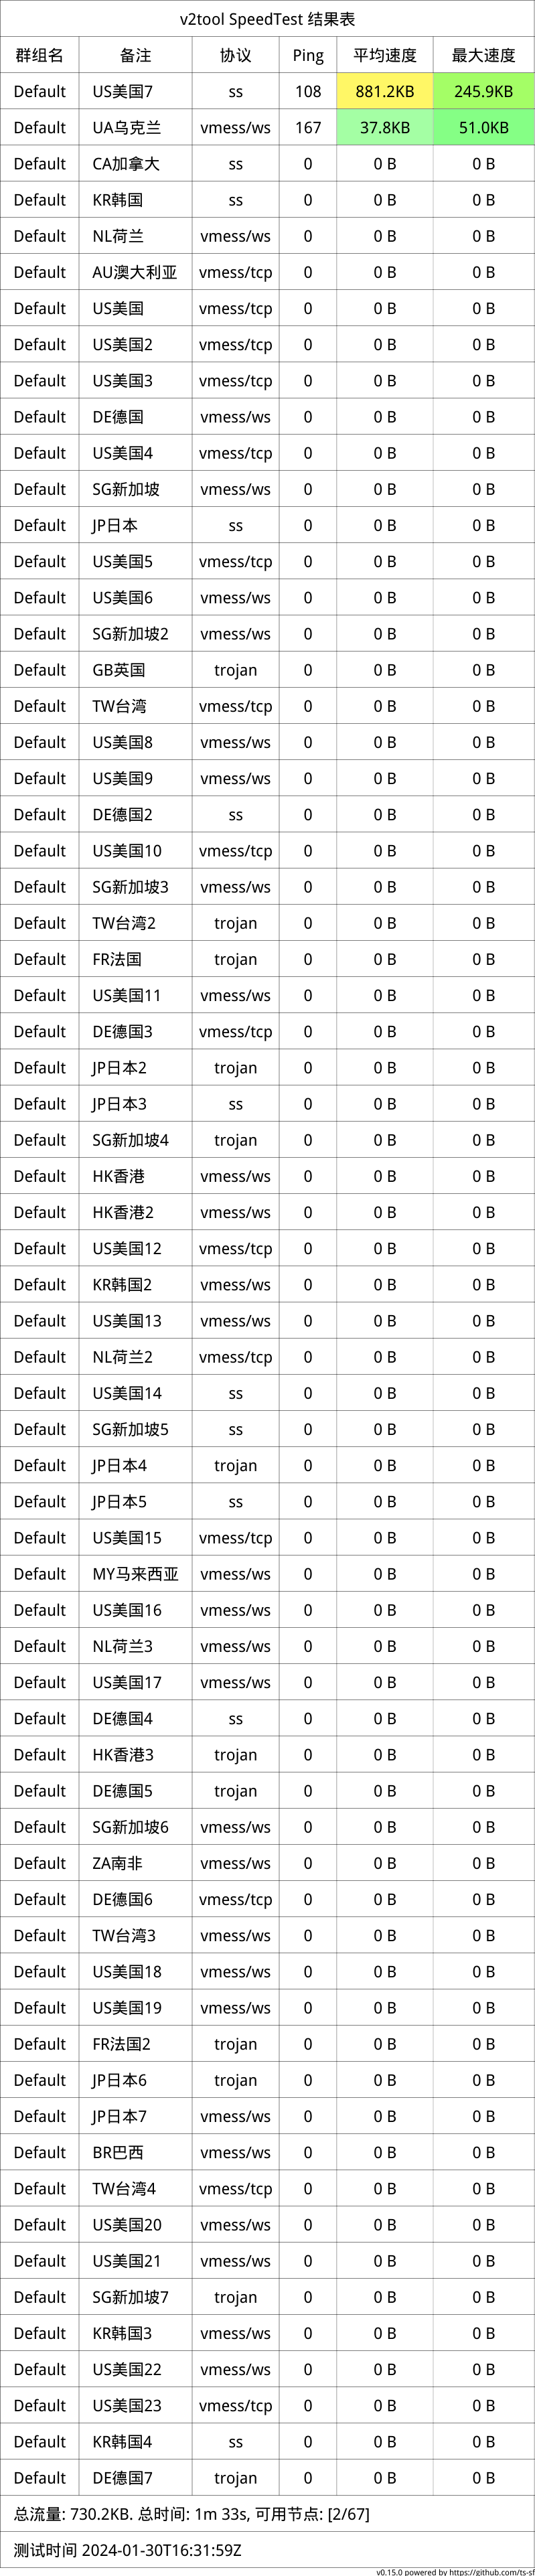 v2tool SpeedTest 结果表
群组名 备注 协议 Ping 平均速度 最大速度
Default US美国7 ss 108 881.2KB 245.9KB
Default UA乌克兰 vmess/ws 167 37.8KB 51.0KB
Default CA加拿大 ss 0 0 B 0 B
Default KR韩国 ss 0 0 B 0 B
Default NL荷兰 vmess/ws 0 0 B 0 B
Default AU澳大利亚 vmess/tcp 0 0 B 0 B
Default US美国 vmess/tcp 0 0 B 0 B
Default US美国2 vmess/tcp 0 0 B 0 B
Default US美国3 vmess/tcp 0 0 B 0 B
Default DE德国 vmess/ws 0 0 B 0 B
Default US美国4 vmess/tcp 0 0 B 0 B
Default SG新加坡 vmess/ws 0 0 B 0 B
Default JP日本 ss 0 0 B 0 B
Default US美国5 vmess/tcp 0 0 B 0 B
Default US美国6 vmess/ws 0 0 B 0 B
Default SG新加坡2 vmess/ws 0 0 B 0 B
Default GB英国 trojan 0 0 B 0 B
Default TW台湾 vmess/tcp 0 0 B 0 B
Default US美国8 vmess/ws 0 0 B 0 B
Default US美国9 vmess/ws 0 0 B 0 B
Default DE德国2 ss 0 0 B 0 B
Default US美国10 vmess/tcp 0 0 B 0 B
Default SG新加坡3 vmess/ws 0 0 B 0 B
Default TW台湾2 trojan 0 0 B 0 B
Default FR法国 trojan 0 0 B 0 B
Default US美国11 vmess/ws 0 0 B 0 B
Default DE德国3 vmess/tcp 0 0 B 0 B
Default JP日本2 trojan 0 0 B 0 B
Default JP日本3 ss 0 0 B 0 B
Default SG新加坡4 trojan 0 0 B 0 B
Default HK香港 vmess/ws 0 0 B 0 B
Default HK香港2 vmess/ws 0 0 B 0 B
Default US美国12 vmess/tcp 0 0 B 0 B
Default KR韩国2 vmess/ws 0 0 B 0 B
Default US美国13 vmess/ws 0 0 B 0 B
Default NL荷兰2 vmess/tcp 0 0 B 0 B
Default US美国14 ss 0 0 B 0 B
Default SG新加坡5 ss 0 0 B 0 B
Default JP日本4 trojan 0 0 B 0 B
Default JP日本5 ss 0 0 B 0 B
Default US美国15 vmess/tcp 0 0 B 0 B
Default MY马来西亚 vmess/ws 0 0 B 0 B
Default US美国16 vmess/ws 0 0 B 0 B
Default NL荷兰3 vmess/ws 0 0 B 0 B
Default US美国17 vmess/ws 0 0 B 0 B
Default DE德国4 ss 0 0 B 0 B
Default HK香港3 trojan 0 0 B 0 B
Default DE德国5 trojan 0 0 B 0 B
Default SG新加坡6 vmess/ws 0 0 B 0 B
Default ZA南非 vmess/ws 0 0 B 0 B
Default DE德国6 vmess/tcp 0 0 B 0 B
Default TW台湾3 vmess/ws 0 0 B 0 B
Default US美国18 vmess/ws 0 0 B 0 B
Default US美国19 vmess/ws 0 0 B 0 B
Default FR法国2 trojan 0 0 B 0 B
Default JP日本6 trojan 0 0 B 0 B
Default JP日本7 vmess/ws 0 0 B 0 B
Default BR巴西 vmess/ws 0 0 B 0 B
Default TW台湾4 vmess/tcp 0 0 B 0 B
Default US美国20 vmess/ws 0 0 B 0 B
Default US美国21 vmess/ws 0 0 B 0 B
Default SG新加坡7 trojan 0 0 B 0 B
Default KR韩国3 vmess/ws 0 0 B 0 B
Default US美国22 vmess/ws 0 0 B 0 B
Default US美国23 vmess/tcp 0 0 B 0 B
Default KR韩国4 ss 0 0 B 0 B
Default DE德国7 trojan 0 0 B 0 B
总流量: 730.2KB. 总时间: 1m 33s, 可用节点: [2/67]
测试时间 2024-01-30T16:31:59Z
v0.15.0 powered by https://github.com/ts-sf